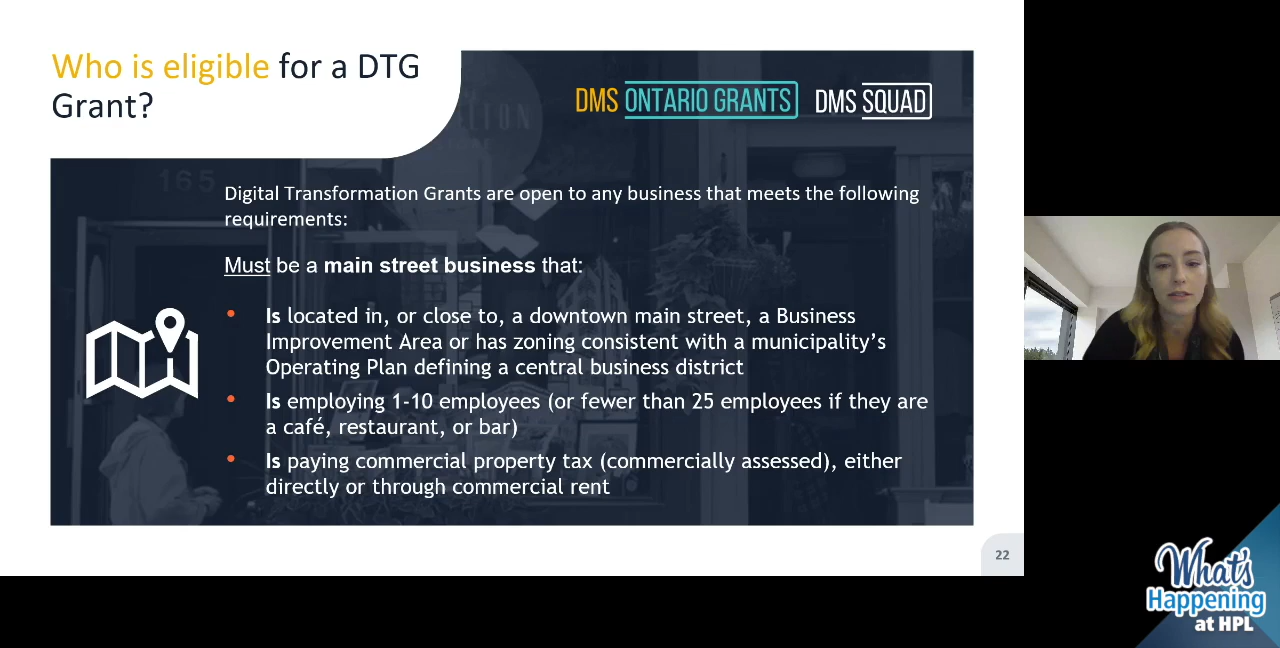 Who is eligible for a DTG
Grant?
DMS ONTARIO GRANTS DMS SQUAD
165
Digital Transformation Grants are open to any business that meets the following
requirements:
Must be a main street business that:
• Is located in, or close to, a downtown main street, a Business
Improvement Area or has zoning consistent with a municipality's
Operating Plan defining a central business district
• Is employing 1-10 employees (or fewer than 25 employees if they are
a café, restaurant, or bar)
• Is paying commercial property tax (commercially assessed), either
directly or through commercial rent
22
What's
Happening
at HPL